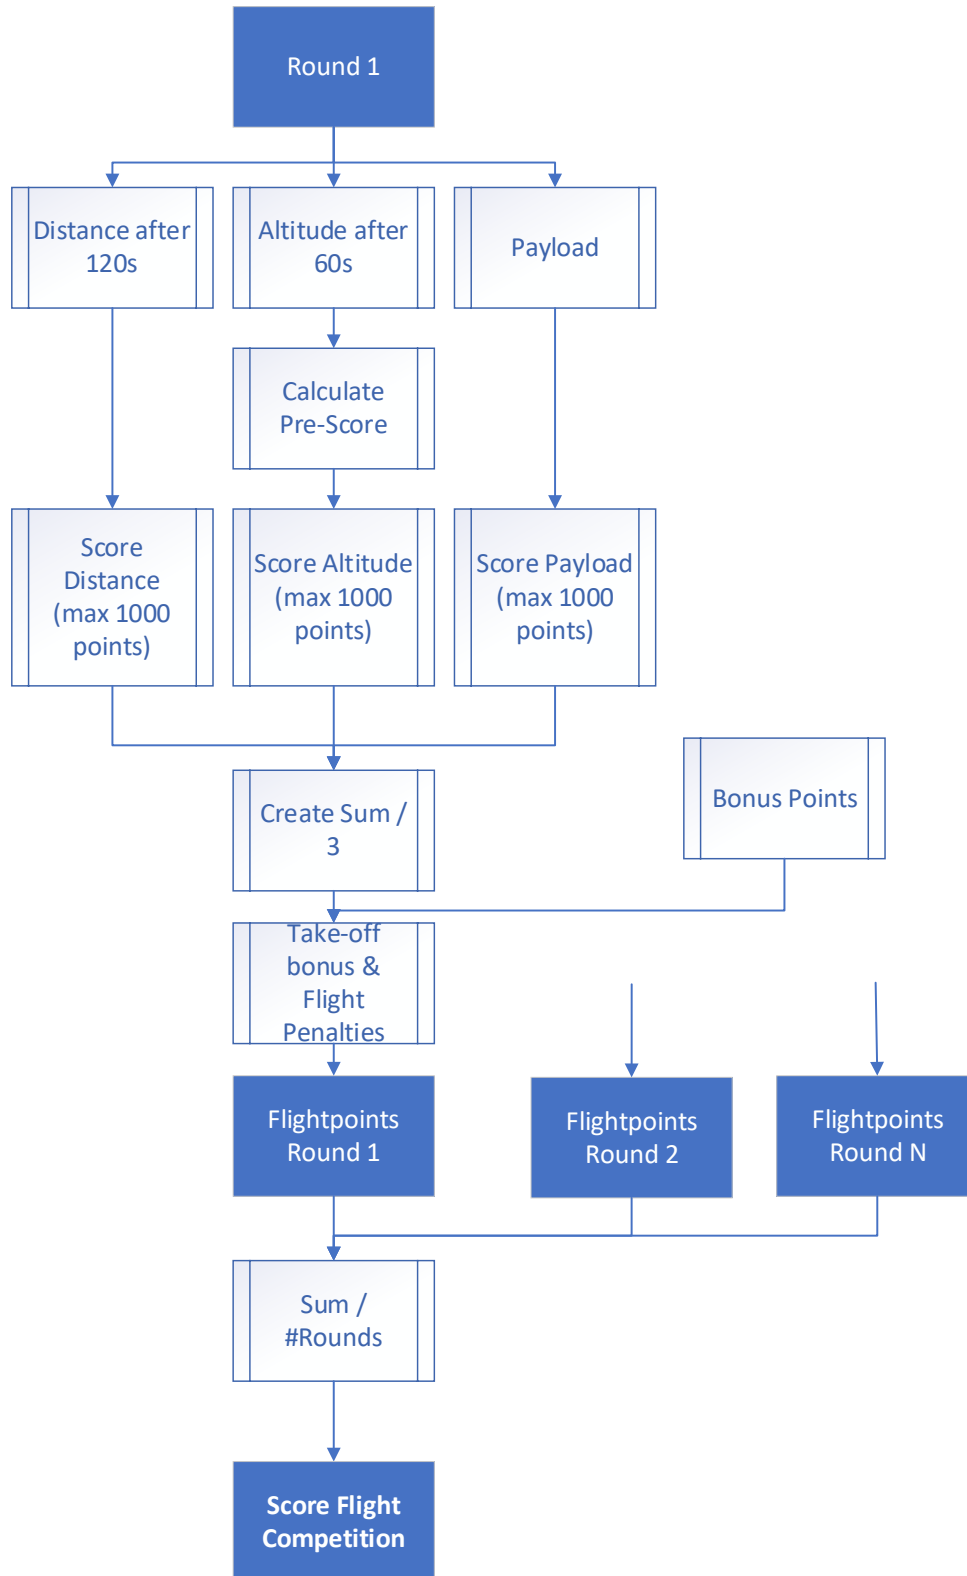 Round 1
Distance after
120s
Altitude after
60s
Payload
Calculate
Pre-Score
Score
Distance
(max 1000
points)
Score Altitude
(max 1000
points)
Score Payload
(max 1000
points)
Create Sum /
3
Bonus Points
Take-off
bonus &
Flight
Penalties
Flightpoints
Round 1
Flightpoints
Round 2
Flightpoints
Round N
Sum /
#Rounds
Score Flight
Competition